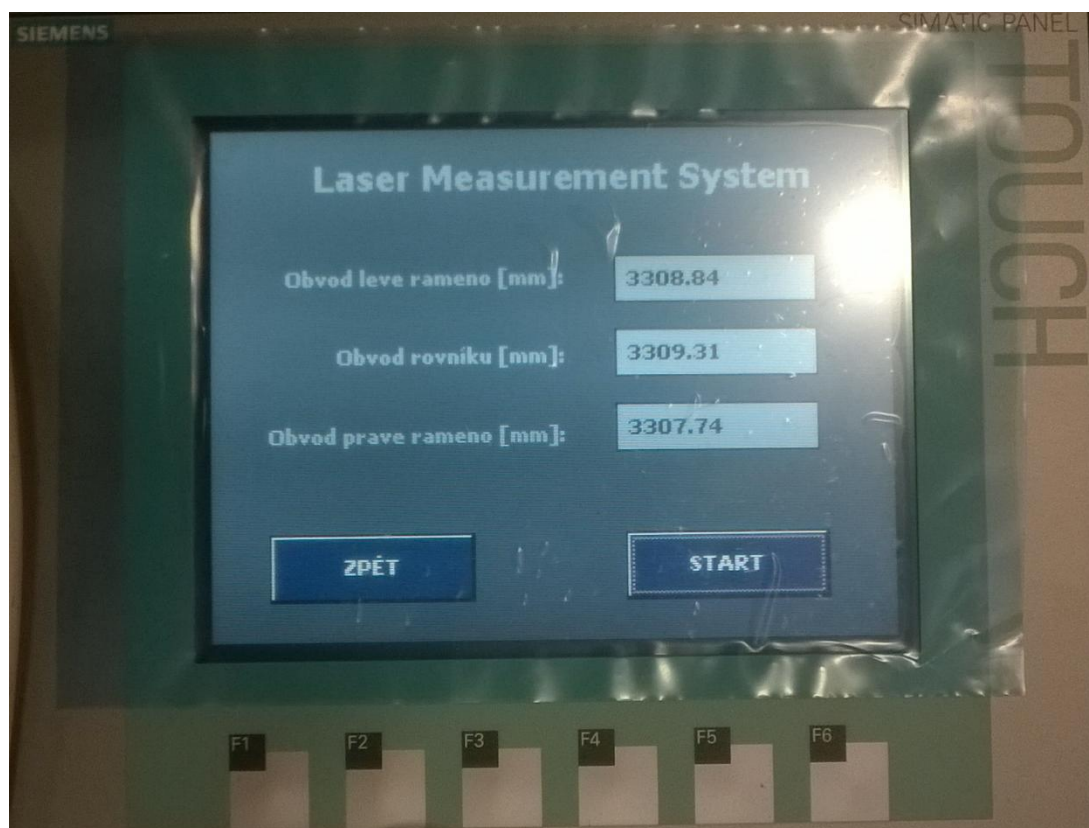 SIEMENS
SIMATIC PANEL
TOUCH
Laser Measurement System
Obvod leve rameno [mm]: 3308.84
Obvod rovníku [mm]: 3309.31
Obvod prave rameno [mm]: 3307.74
ZPĚT START
F1 F2 F3 F4 F5 F6